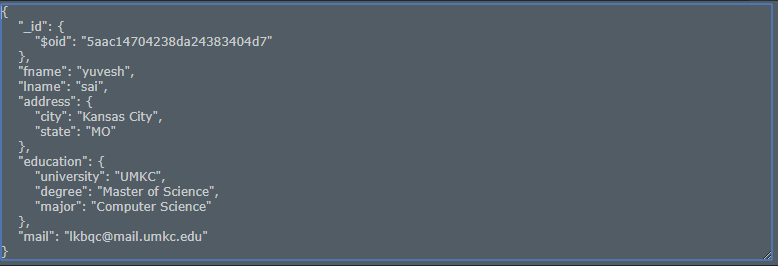 {
"_id": {
"$oid": "5aac14704238da24383404d7"
},
"fname": "yuvesh",
"lname": "sai",
"address": {
"city": "Kansas City",
"state": "MO"
},
"education": {
"university": "UMKC",
"degree": "Master of Science",
"major": "Computer Science"
},
"mail": "lkbqc@mail.umkc.edu"
}